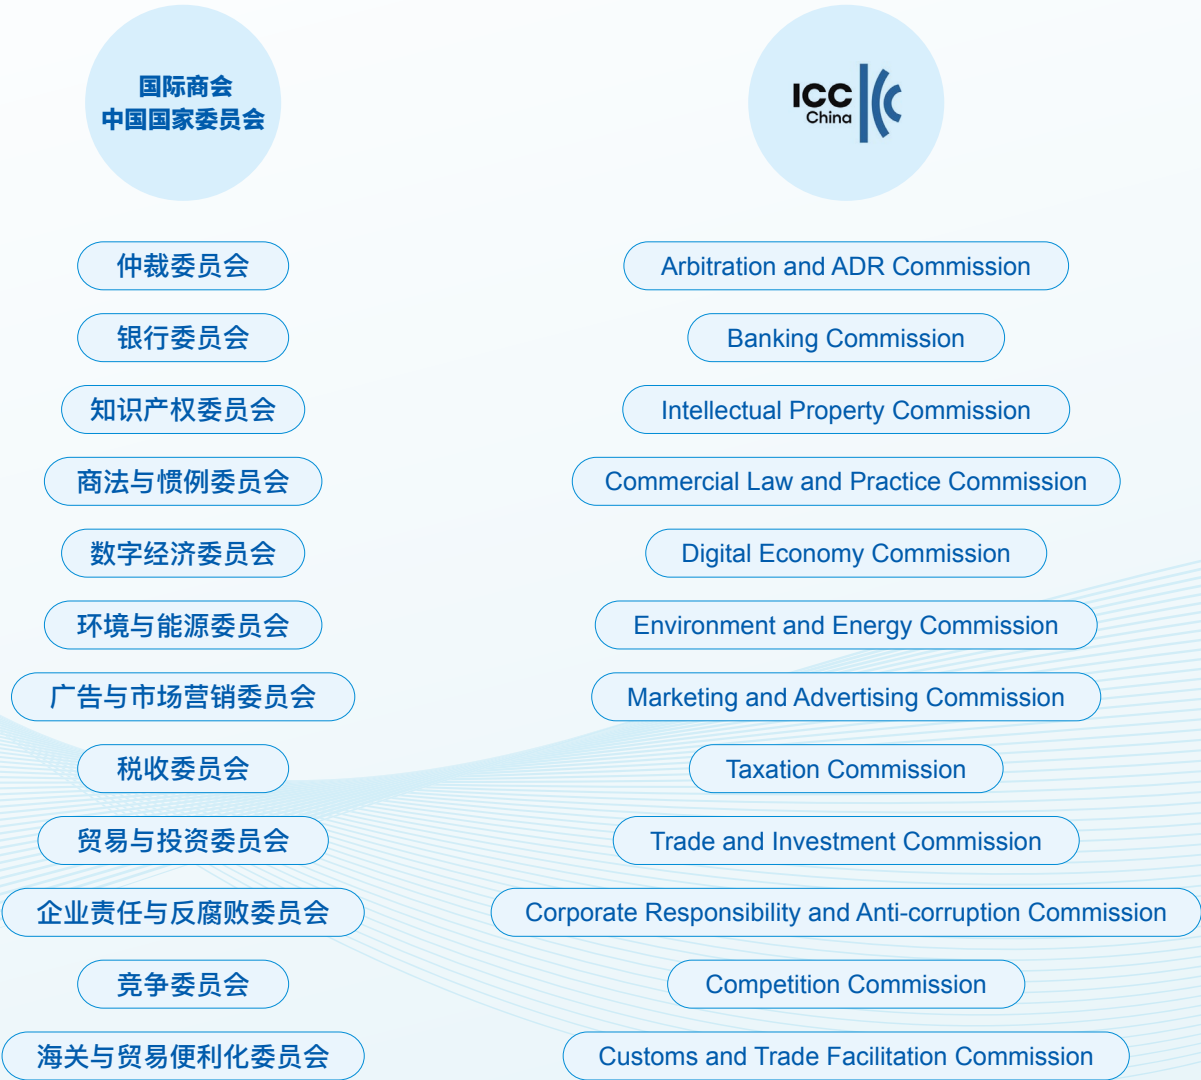 国际商会
中国国家委员会
ICC
China
仲裁委员会
Arbitration and ADR Commission
银行委员会
Banking Commission
知识产权委员会
Intellectual Property Commission
商法与惯例委员会
Commercial Law and Practice Commission
数字经济委员会
Digital Economy Commission
环境与能源委员会
Environment and Energy Commission
广告与市场营销委员会
Marketing and Advertising Commission
税收委员会
Taxation Commission
贸易与投资委员会
Trade and Investment Commission
企业责任与反腐败委员会
Corporate Responsibility and Anti-corruption Commission
竞争委员会
Competition Commission
海关与贸易便利化委员会
Customs and Trade Facilitation Commission